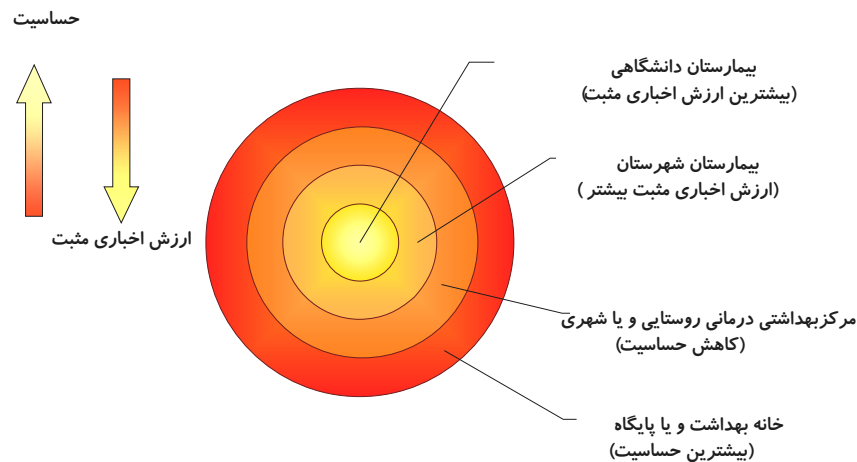 حساسیت
ارزش اخباری مثبت
بیمارستان دانشگاهی
(بیشترین ارزش اخباری مثبت)
بیمارستان شهرستان
(ارزش اخباری مثبت بیشتر )
مرکزبهداشتی درمانی روستایی و یا شهری
(کاهش حساسیت)
خانه بهداشت و یا پایگاه
(بیشترین حساسیت)